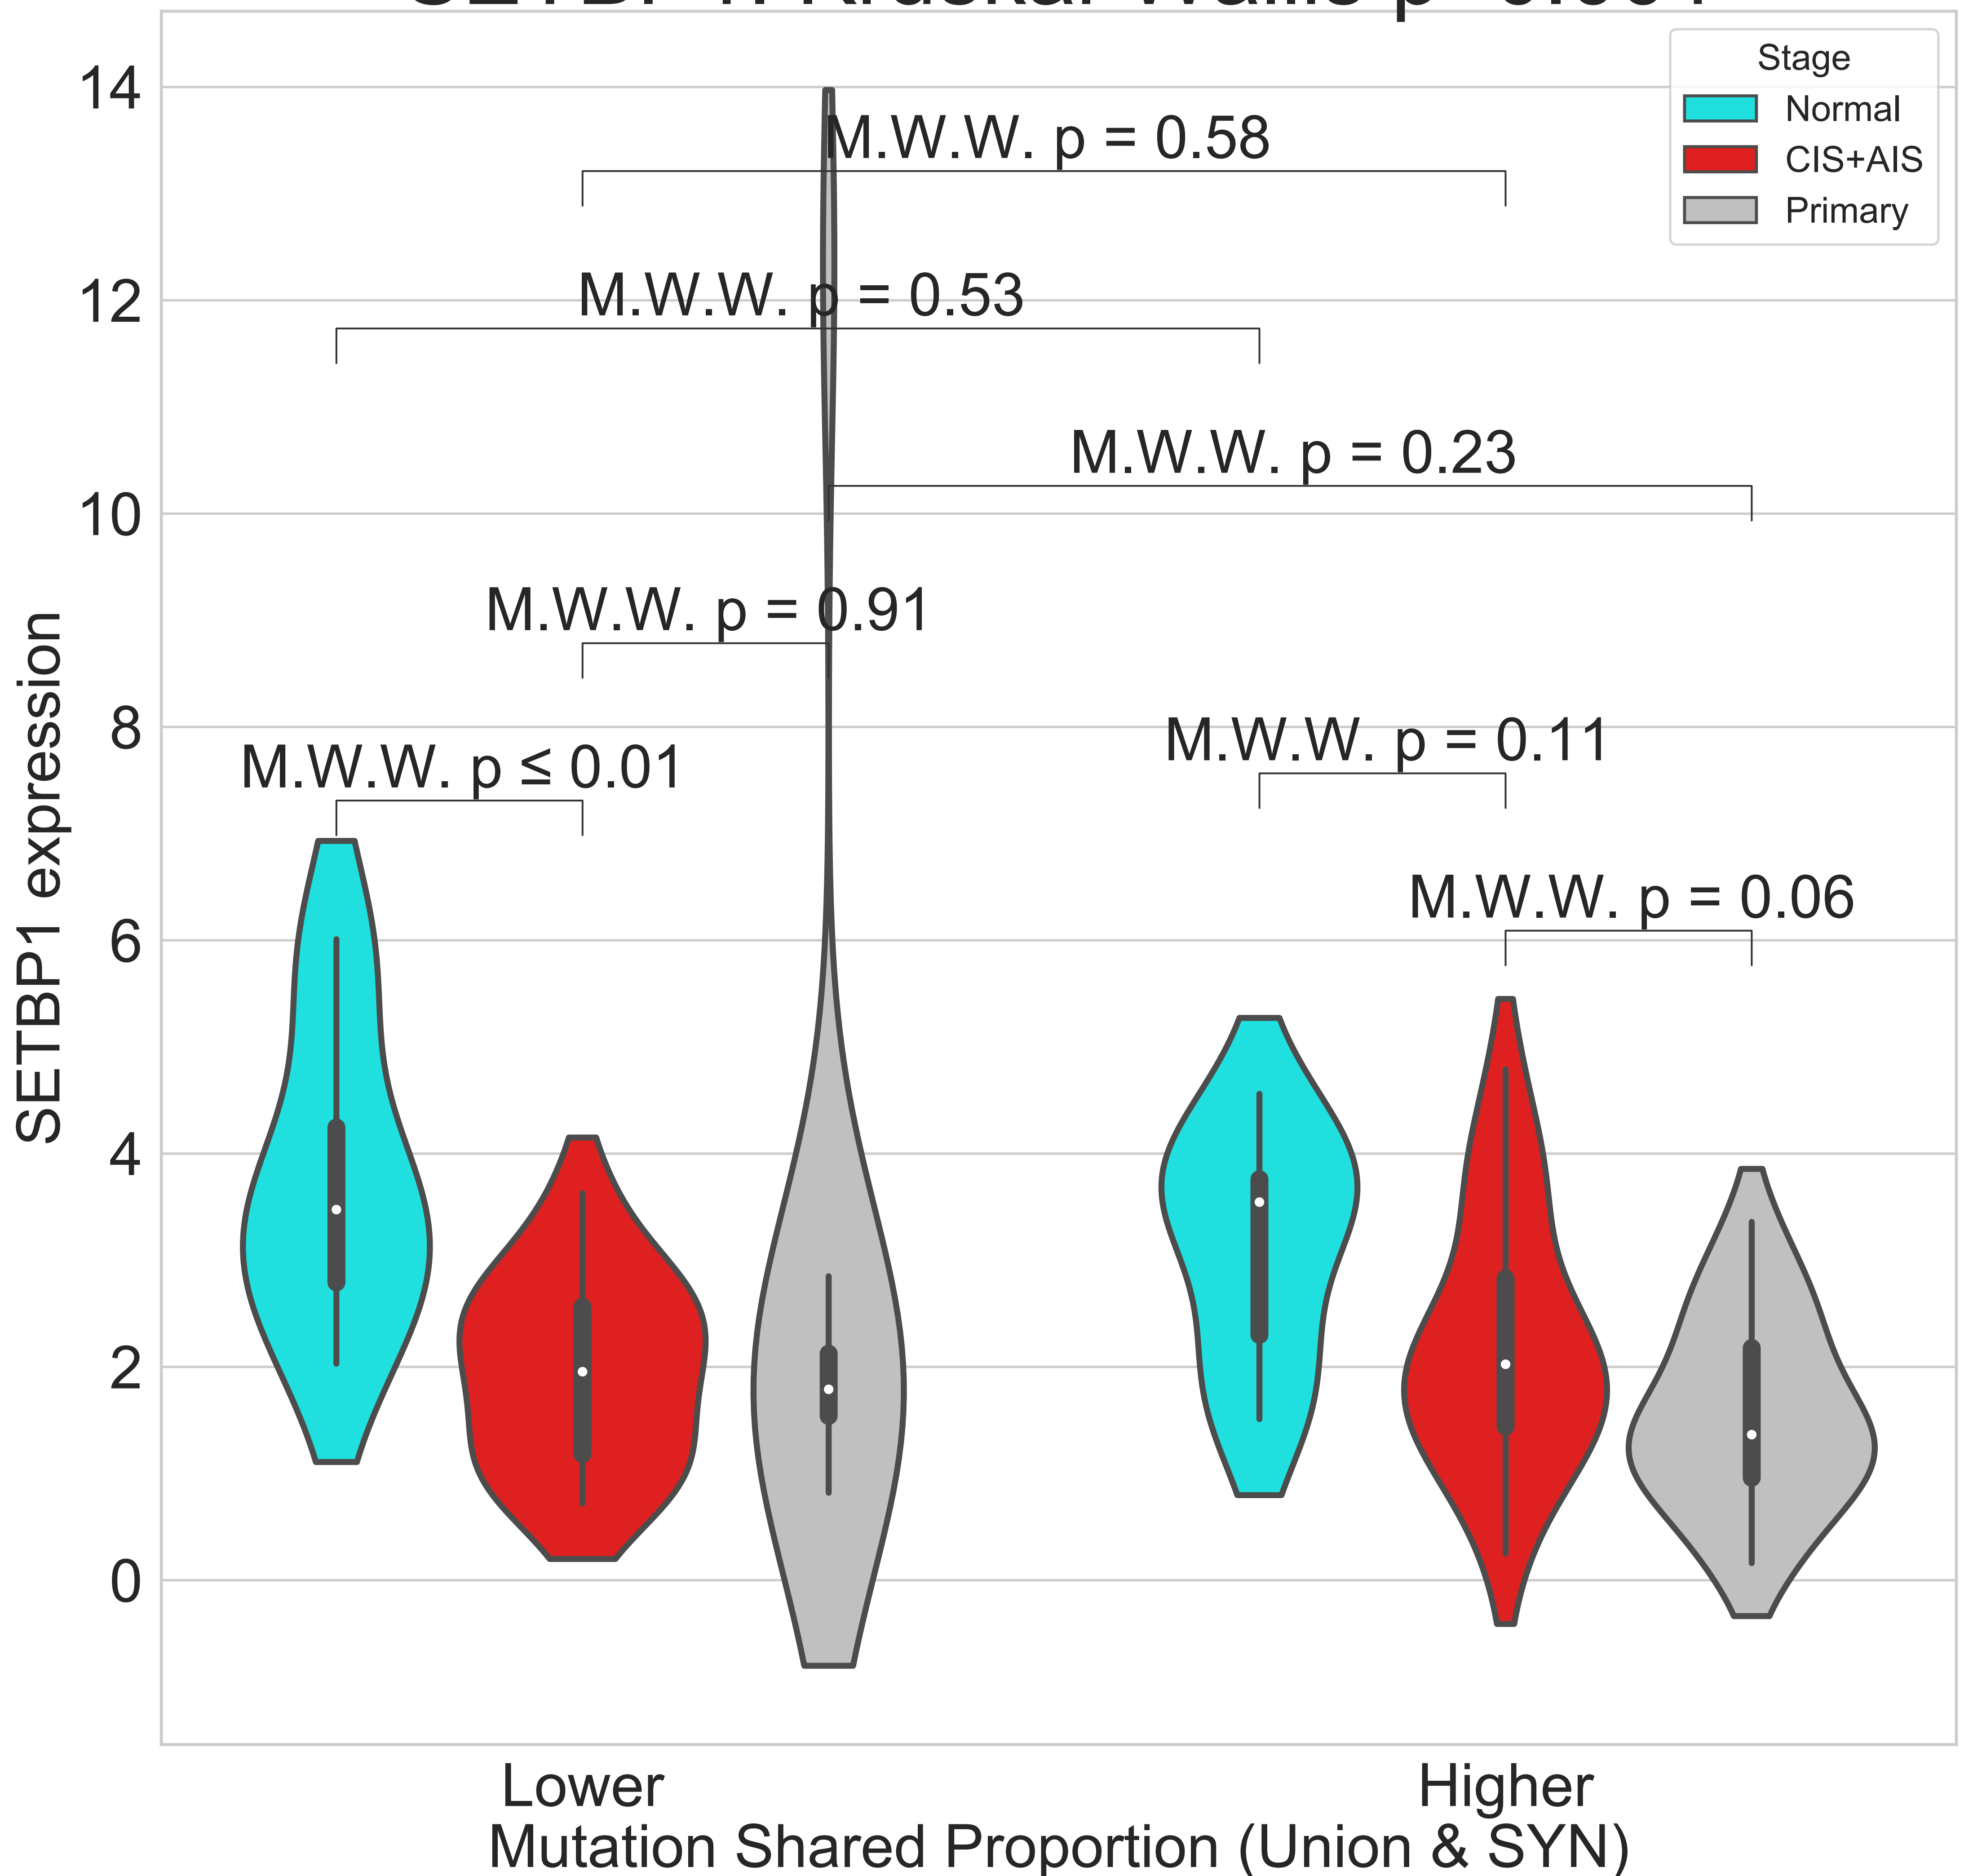 Stage
Normal
CIS+AIS
Primary
14
12
10
8
6
4
2
0
SETBP1 expression
M.W.W. p = 0.58
M.W.W. p = 0.53
M.W.W. p = 0.23
M.W.W. p = 0.91
M.W.W. p ≤ 0.01
M.W.W. p = 0.11
M.W.W. p = 0.06
Lower
Higher
Mutation Shared Proportion (Union & SYN)